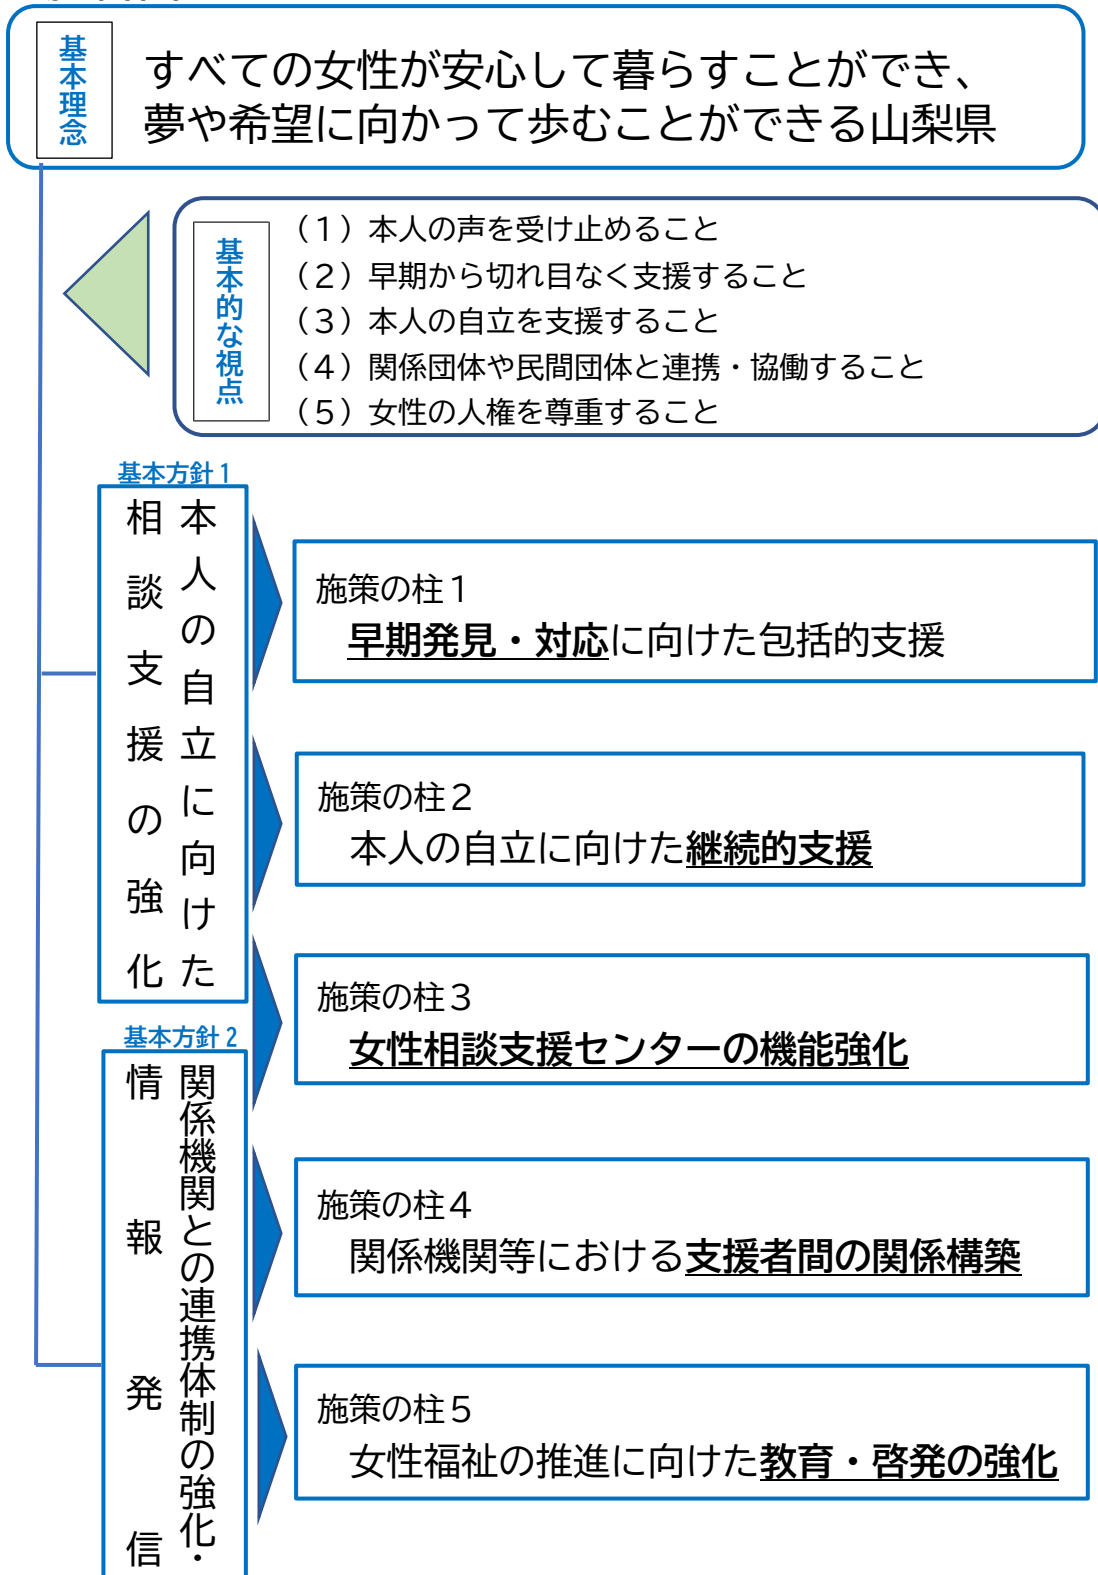 基本理念
すべての女性が安心して暮らすことができ、
夢や希望に向かって歩むことができる山梨県
基本的な視点
（１）本人の声を受け止めること
（２）早期から切れ目なく支援すること
（３）本人の自立を支援すること
（４）関係団体や民間団体と連携・協働すること
（５）女性の人権を尊重すること
基本方針１
本人の自立に向けた
相談支援の強化
施策の柱１
早期発見・対応に向けた包括的支援
施策の柱２
本人の自立に向けた継続的支援
施策の柱３
女性相談支援センターの機能強化
基本方針２
関係機関との連携体制の強化・
情報発信
施策の柱４
関係機関等における支援者間の関係構築
施策の柱５
女性福祉の推進に向けた教育・啓発の強化